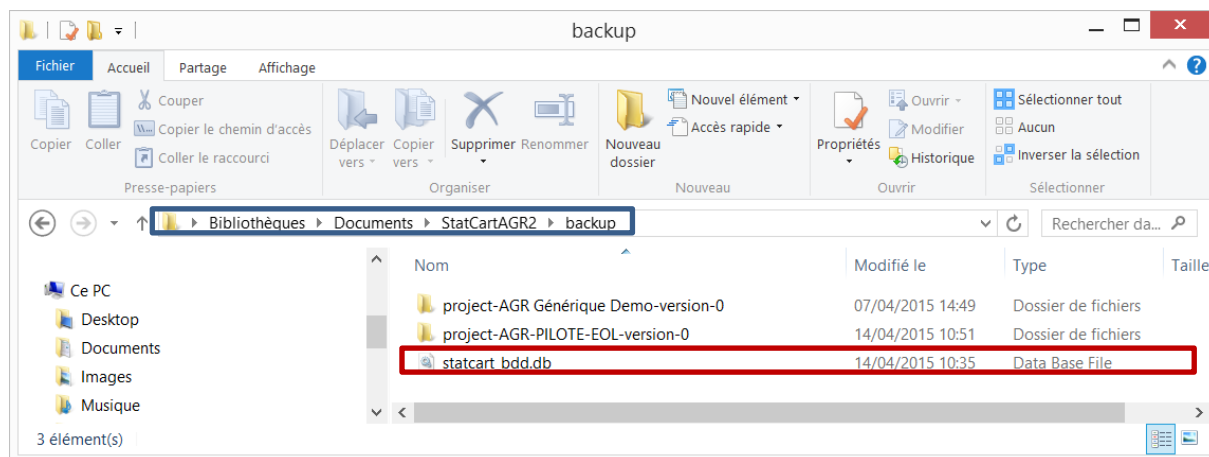 backup
Fichier Accueil Partage Affichage
Copier
Coller
Couper
Copier le chemin d'accès
Coller le raccourci
Presse-papiers
Déplacer vers
Copier vers
Supprimer
Renommer
Organiser
Nouveau dossier
Nouvel élément
Accès rapide
Nouveau
Propriétés
Ouvrir
Modifier
Historique
Ouvrir
Sélectionner tout
Aucun
Inverser la sélection
Sélectionner
Bibliothèques Documents StatCartAGR2 backup
Rechercher da...
Ce PC
Desktop
Documents
Images
Musique
Nom Modifié le Type Taille
project-AGR Générique Demo-version-0 07/04/2015 14:49 Dossier de fichiers
project-AGR-PILOTE-EOL-version-0 14/04/2015 10:51 Dossier de fichiers
statcart_bdd.db 14/04/2015 10:35 Data Base File
3 élément(s)